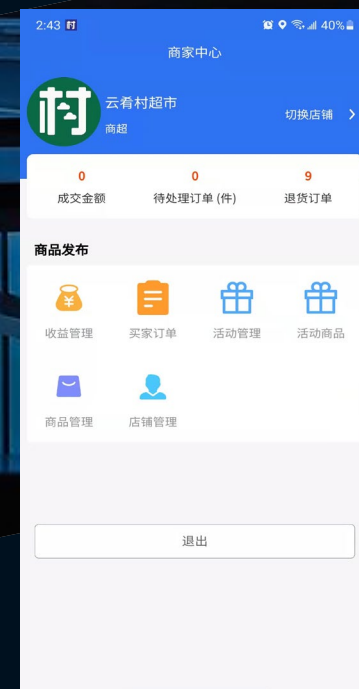 2:43 村 40%
商家中心
村 云肴村超市
商超
切换店铺
0 0 9
成交金额 待处理订单(件) 退货订单
商品发布
收益管理 买家订单 活动管理 活动商品
商品管理 店铺管理
退出